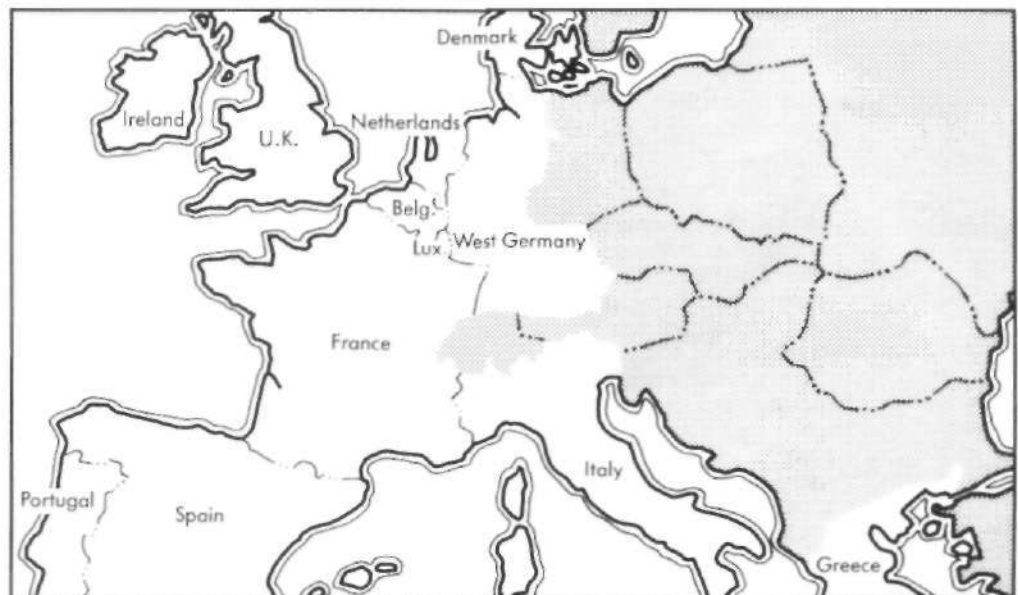 Denmark
Ireland
U.K.
Netherlands
Belg.
Lux
West Germany
France
Italy
Portugal
Spain
Greece